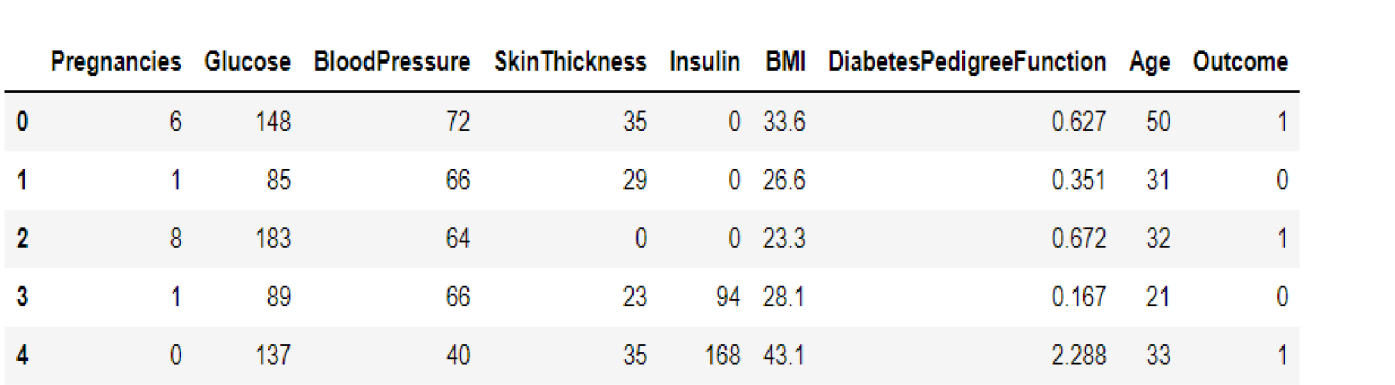 Pregnancies Glucose BloodPressure SkinThickness Insulin BMI DiabetesPedigreeFunction Age Outcome
0 6 148 72 35 0 33.6 0.627 50 1
1 1 85 66 29 0 26.6 0.351 31 0
2 8 183 64 0 0 23.3 0.672 32 1
3 1 89 66 23 94 28.1 0.167 21 0
4 0 137 40 35 168 43.1 2.288 33 1